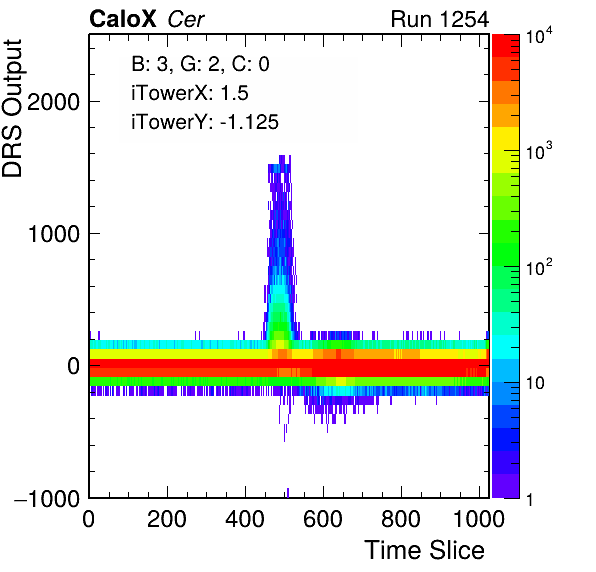 CaloX Cer Run 1254
B: 3, G: 2, C: 0
iTowerX: 1.5
iTowerY: -1.125
DRS Output
2000
1000
0
−1000
0 200 400 600 800 1000
Time Slice
10⁴
10³
10²
10
1